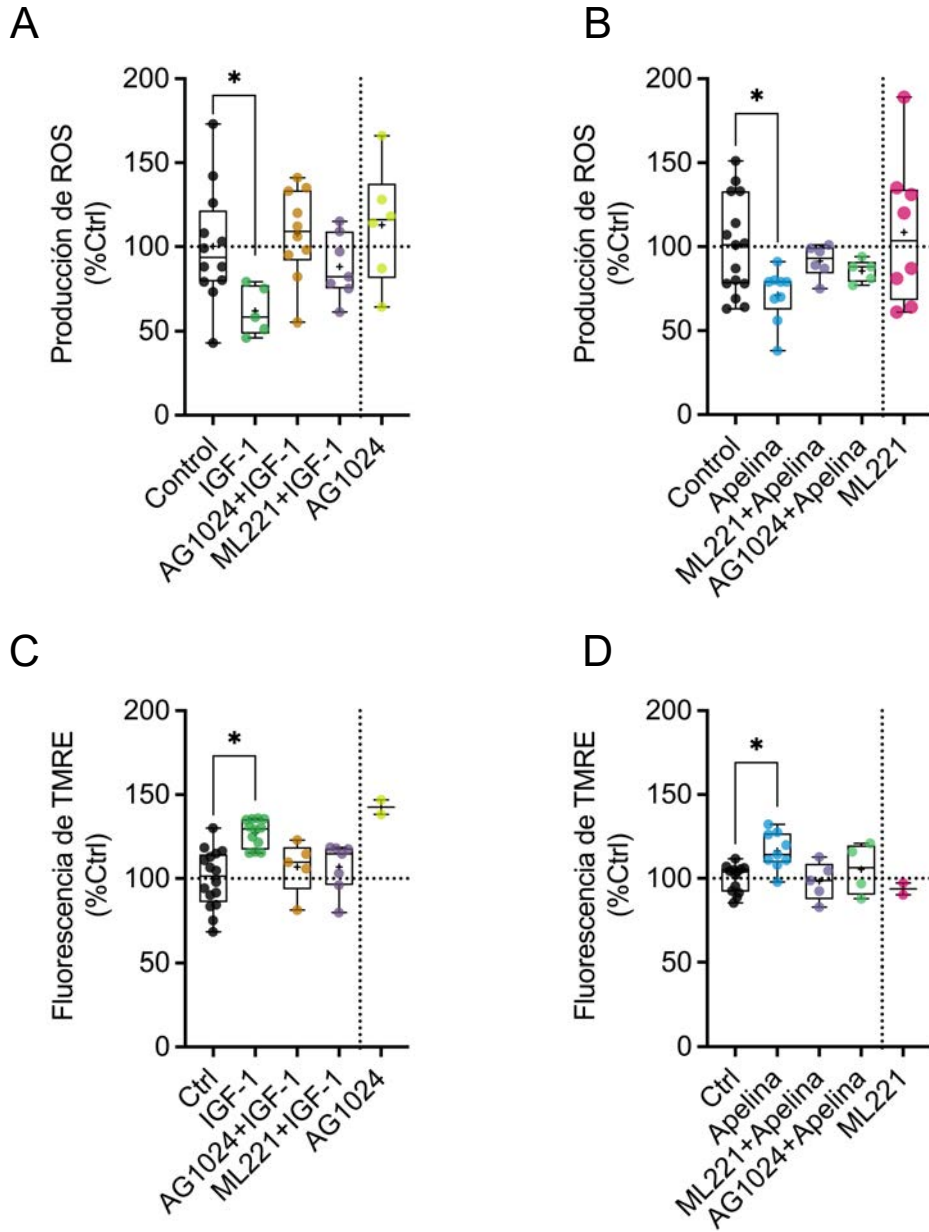 A
Producción de ROS
(%Ctrl)
200
150
100
50
0
*
Control
IGF-1
AG1024+IGF-1
ML221+IGF-1
AG1024
B
Producción de ROS
(%Ctrl)
200
150
100
50
0
*
Control
Apelina
ML221+Apelina
AG1024+Apelina
ML221
C
Fluorescencia de TMRE
(%Ctrl)
200
150
100
50
0
*
Ctrl
IGF-1
AG1024+IGF-1
ML221+IGF-1
AG1024
D
Fluorescencia de TMRE
(%Ctrl)
200
150
100
50
0
*
Ctrl
Apelina
ML221+Apelina
AG1024+Apelina
ML221